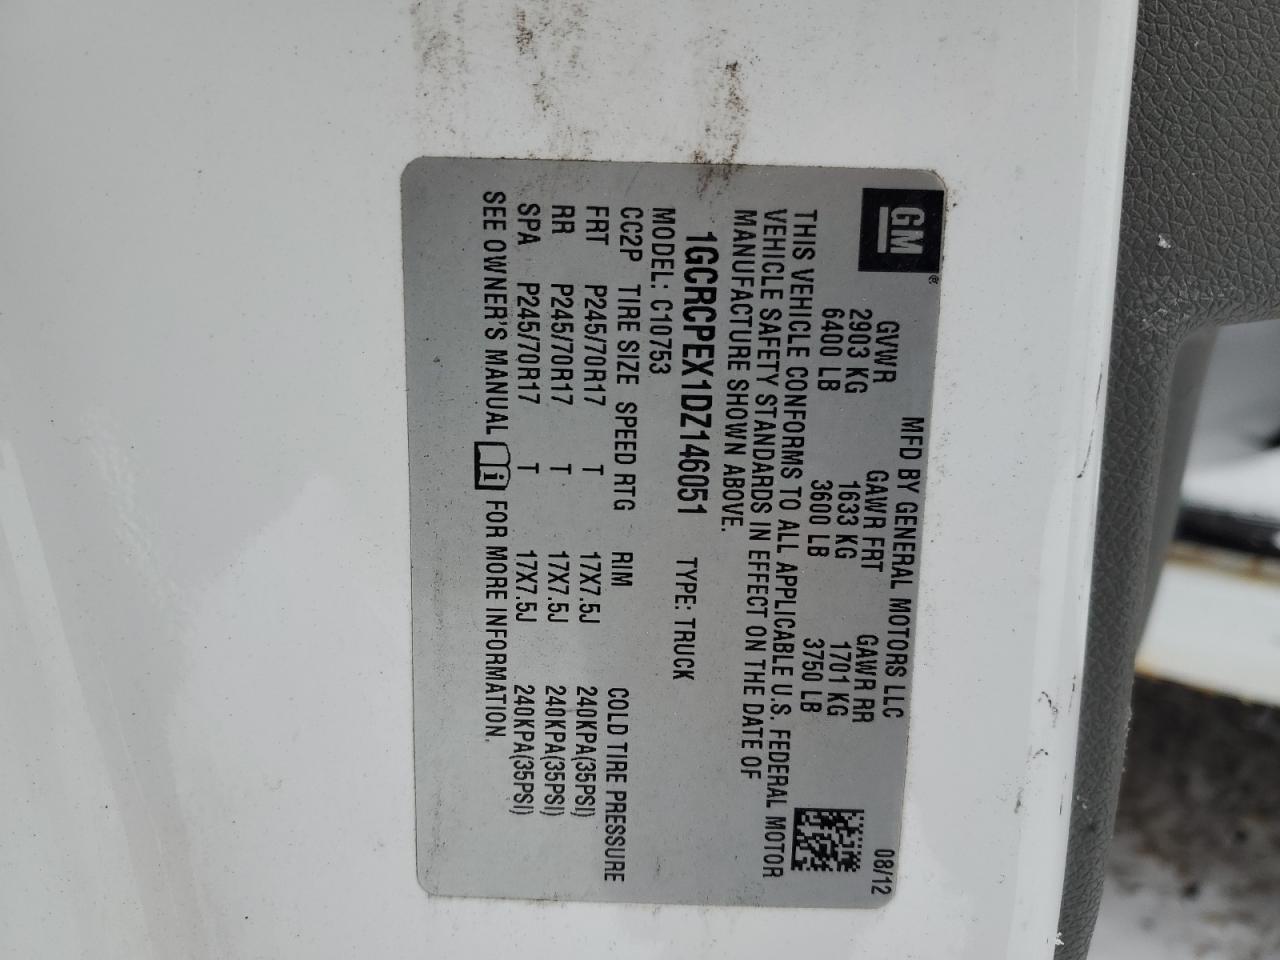 GM®
MFD BY GENERAL MOTORS LLC 08/12
GVWR GAWR FRT GAWR RR
2903 KG 1633 KG 1701 KG
6400 LB 3600 LB 3750 LB
THIS VEHICLE CONFORMS TO ALL APPLICABLE U.S. FEDERAL MOTOR
VEHICLE SAFETY STANDARDS IN EFFECT ON THE DATE OF
MANUFACTURE SHOWN ABOVE.
1GCRCPEX1DZ146051 TYPE: TRUCK
MODEL: C10753
CC2P TIRE SIZE SPEED RTG RIM COLD TIRE PRESSURE
FRT P245/70R17 T 17X7.5J 240KPA(35PSI)
RR P245/70R17 T 17X7.5J 240KPA(35PSI)
SPA P245/70R17 T 17X7.5J 240KPA(35PSI)
SEE OWNER'S MANUAL i FOR MORE INFORMATION.